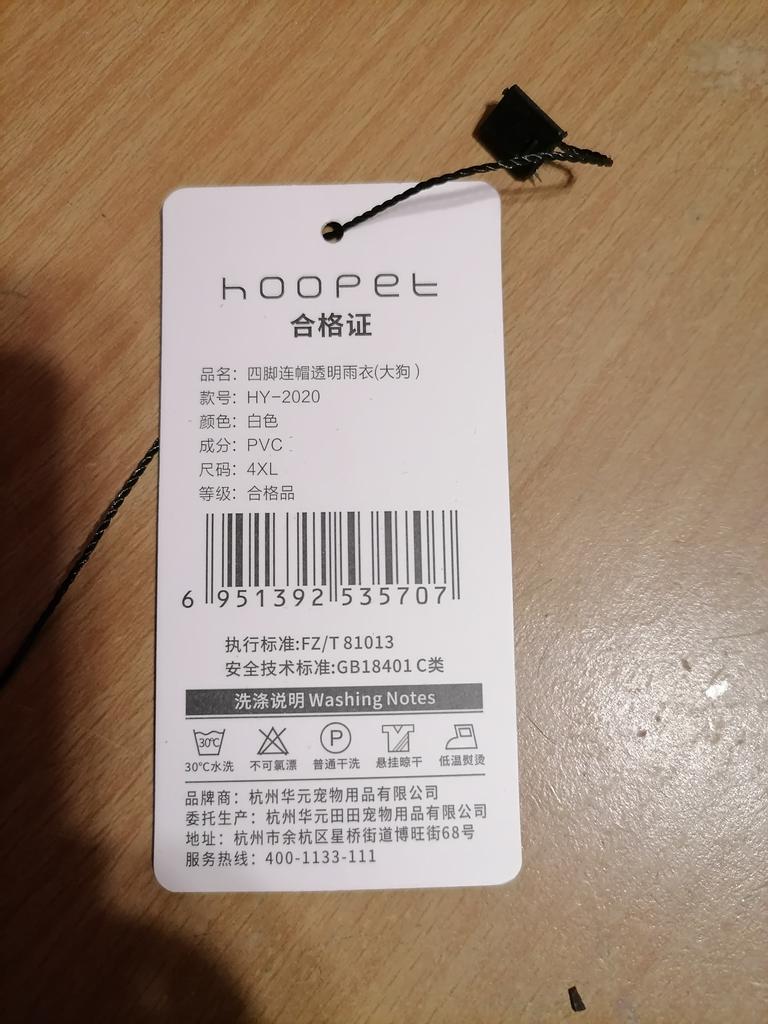 hoopet
合格证
品名：四脚连帽透明雨衣(大狗）
款号：HY-2020
颜色：白色
成分：PVC
尺码：4XL
等级：合格品
6 951392 535707
执行标准:FZ/T 81013
安全技术标准:GB18401 C类
洗涤说明 Washing Notes
30℃ P
30℃水洗 不可氯漂 普通干洗 悬挂晾干 低温熨烫
品牌商：杭州华元宠物用品有限公司
委托生产：杭州华元田田宠物用品有限公司
地址：杭州市余杭区星桥街道博旺街68号
服务热线：400-1133-111